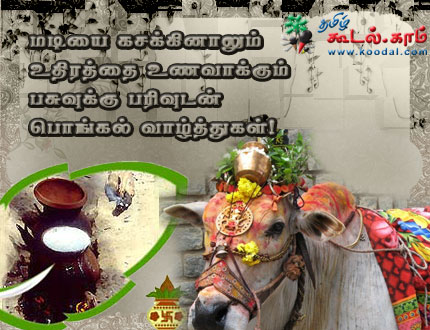 தமிழ்
கூடல்.காம்
www.koodal.com
மடியை கசக்கினாலும்
உதிரத்தை உணவாக்கும்
பசுவுக்கு பரிவுடன்
பொங்கல் வாழ்த்துகள்!